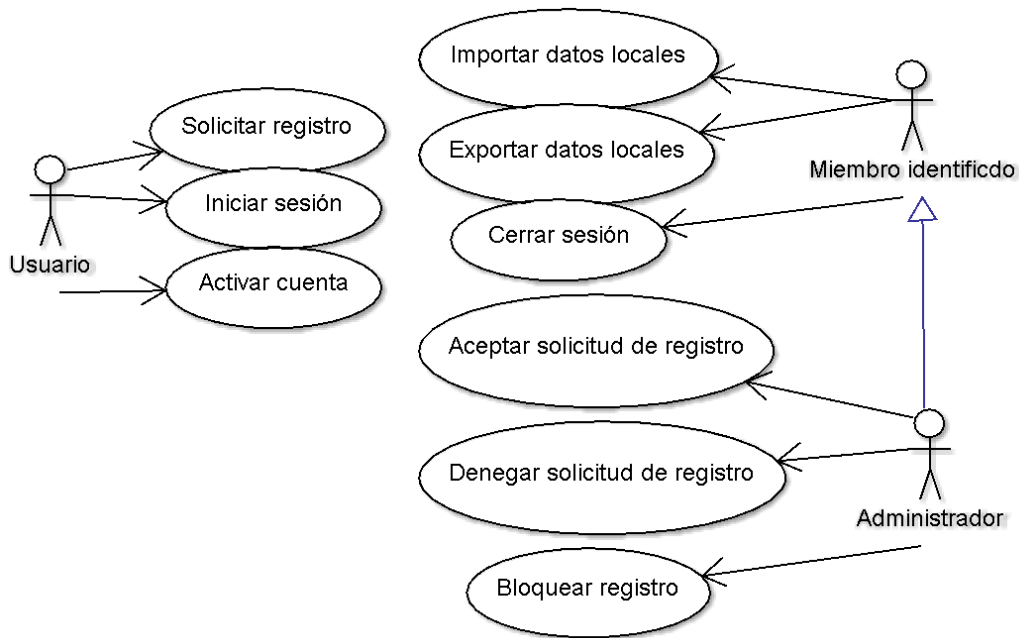 Solicitar registro
Iniciar sesión
Activar cuenta
Usuario
Importar datos locales
Exportar datos locales
Cerrar sesión
Miembro identificdo
Aceptar solicitud de registro
Denegar solicitud de registro
Bloquear registro
Administrador